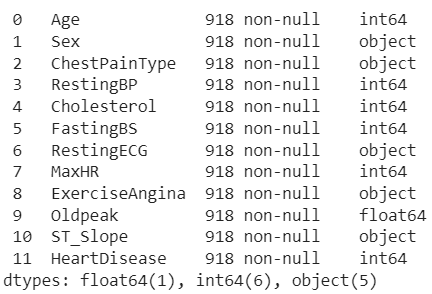 0 Age 918 non-null int64
1 Sex 918 non-null object
2 ChestPainType 918 non-null object
3 RestingBP 918 non-null int64
4 Cholesterol 918 non-null int64
5 FastingBS 918 non-null int64
6 RestingECG 918 non-null object
7 MaxHR 918 non-null int64
8 ExerciseAngina 918 non-null object
9 Oldpeak 918 non-null float64
10 ST_Slope 918 non-null object
11 HeartDisease 918 non-null int64
dtypes: float64(1), int64(6), object(5)